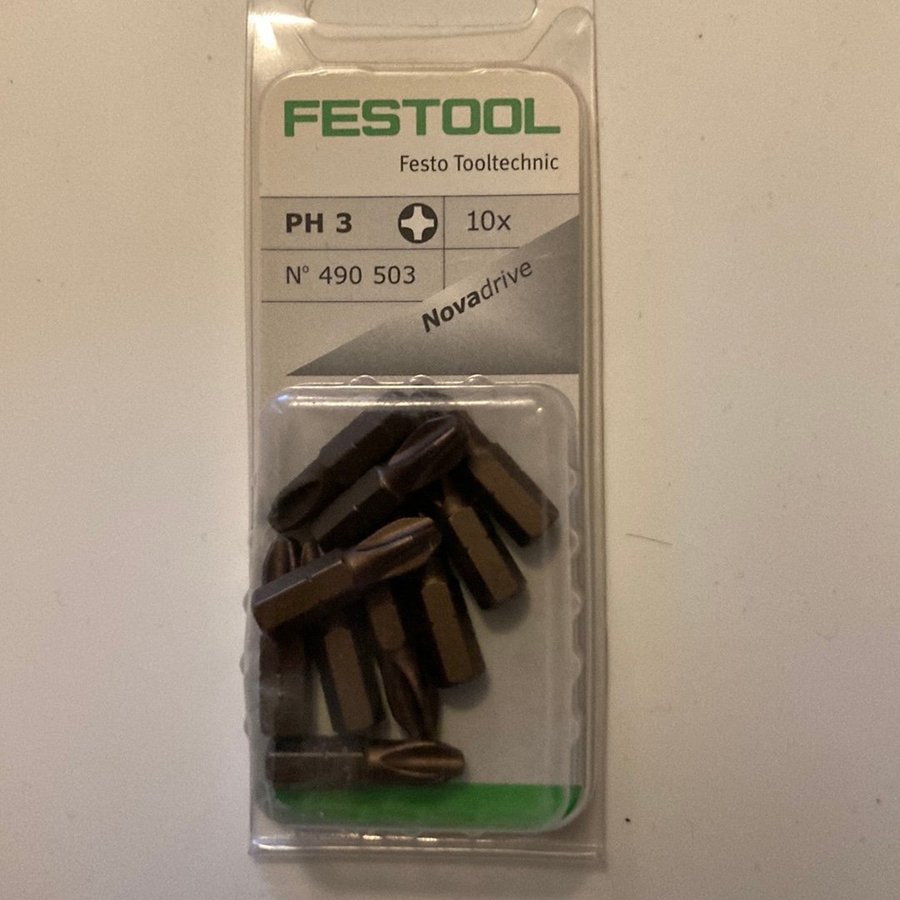 FESTOOL
Festo Tooltechnic
PH 3 10x
N° 490 503
Novadrive